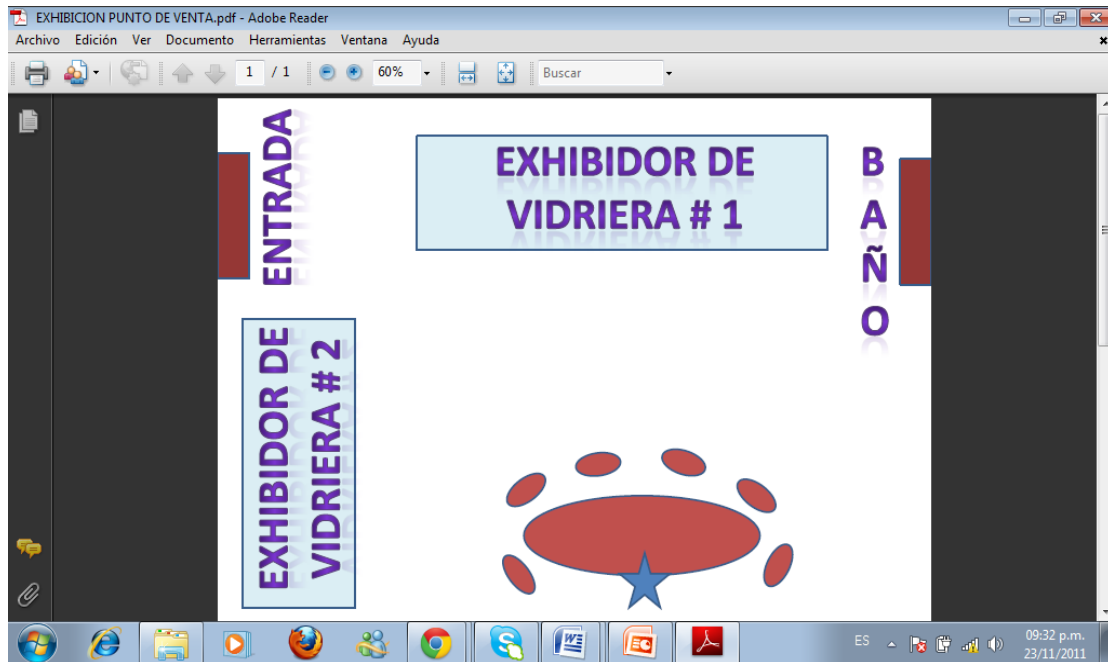 EXHIBICION PUNTO DE VENTA.pdf - Adobe Reader
Archivo Edición Ver Documento Herramientas Ventana Ayuda
1 / 1 60% Buscar
ENTRADA
EXHIBIDOR DE
VIDRIERA # 1
B
A
Ñ
O
EXHIBIDOR DE
VIDRIERA # 2
ES 09:32 p.m.
23/11/2011